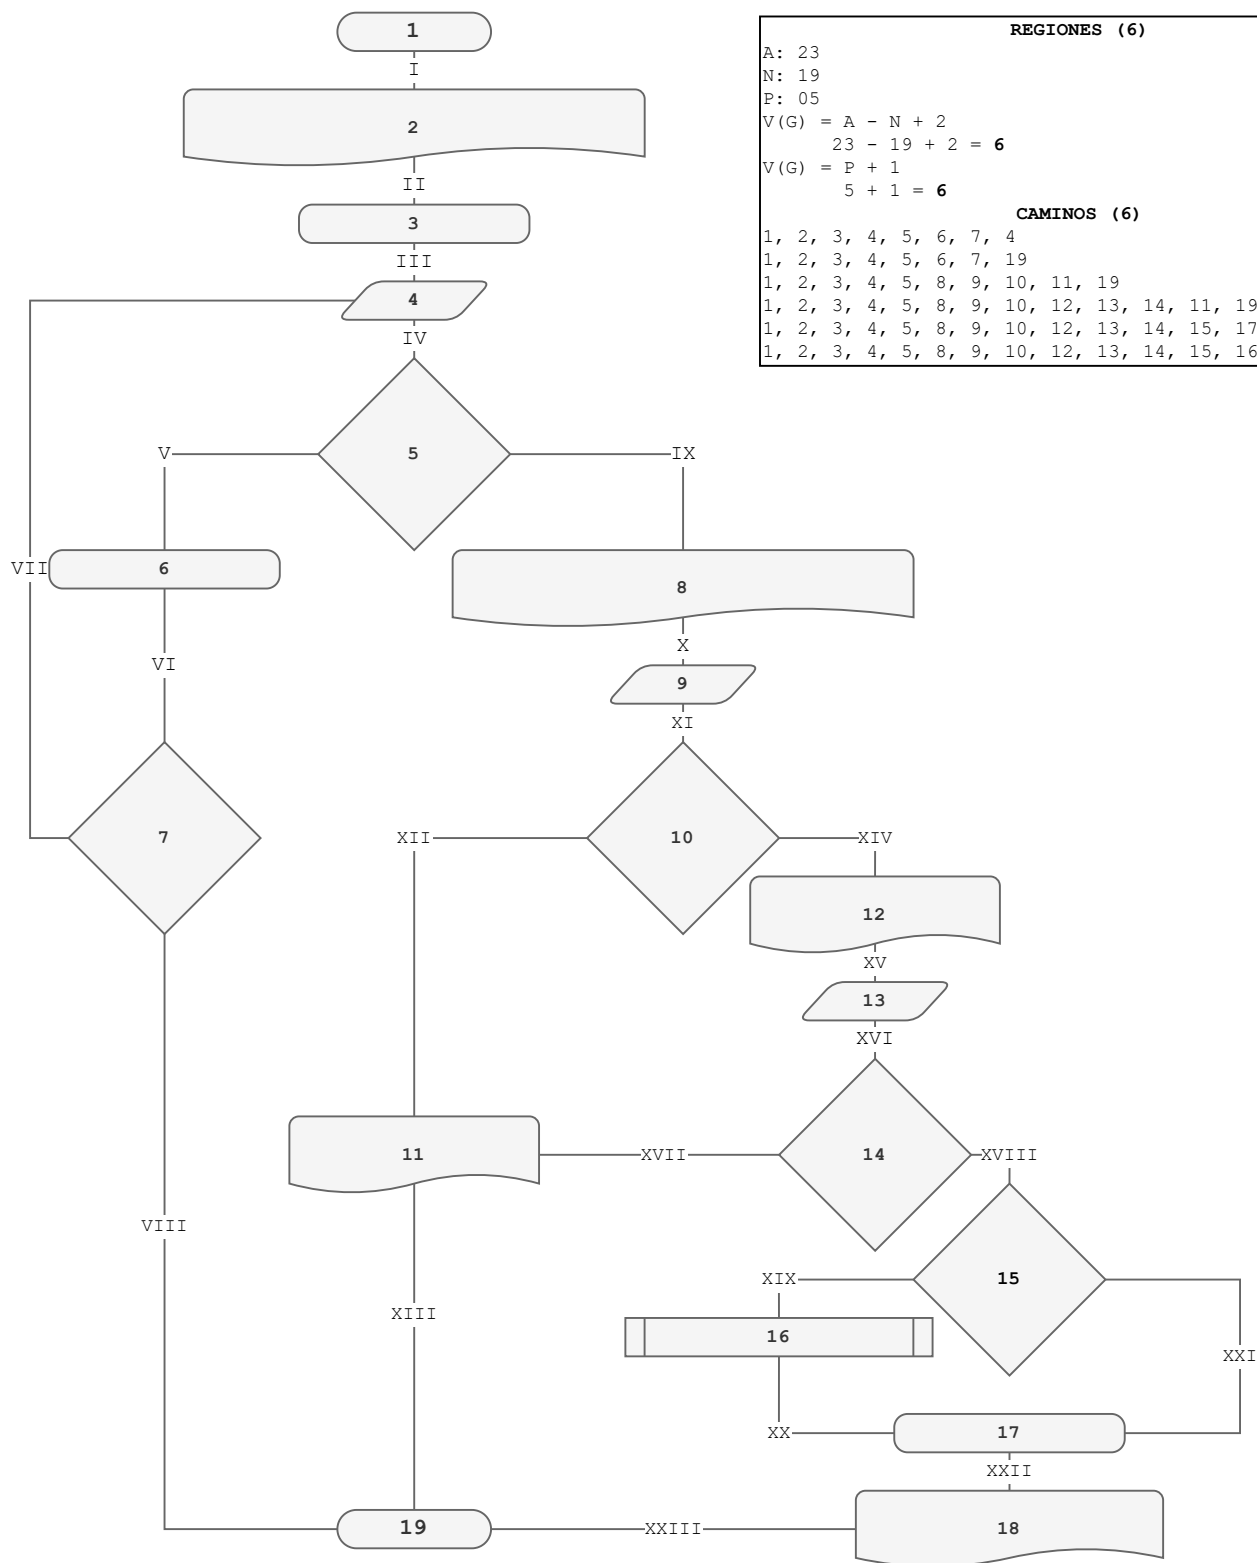 1
I
2
II
3
III
4
IV
5
V
IX
VII
6
8
X
VI
9
XI
7
XII
10
XIV
12
XV
13
XVI
11
XVII
14
XVIII
VIII
15
XIX
XIII
16
XXI
XX
17
XXII
19
XXIII
18
REGIONES (6)
A: 23
N: 19
P: 05
V(G) = A - N + 2
23 - 19 + 2 = 6
V(G) = P + 1
5 + 1 = 6
CAMINOS (6)
1, 2, 3, 4, 5, 6, 7, 4
1, 2, 3, 4, 5, 6, 7, 19
1, 2, 3, 4, 5, 8, 9, 10, 11, 19
1, 2, 3, 4, 5, 8, 9, 10, 12, 13, 14, 11, 19
1, 2, 3, 4, 5, 8, 9, 10, 12, 13, 14, 15, 17
1, 2, 3, 4, 5, 8, 9, 10, 12, 13, 14, 15, 16